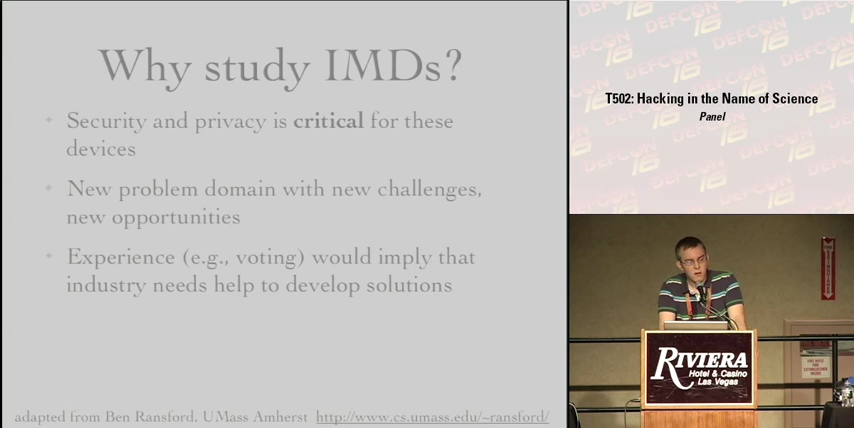 Why study IMDs?
Security and privacy is critical for these
devices
New problem domain with new challenges,
new opportunities
Experience (e.g., voting) would imply that
industry needs help to develop solutions
adapted from Ben Ransford, UMass Amherst http://www.cs.umass.edu/~ransford/
DEFCON 16
T502: Hacking in the Name of Science
Panel
RIVIERA
Hotel & Casino
Las Vegas